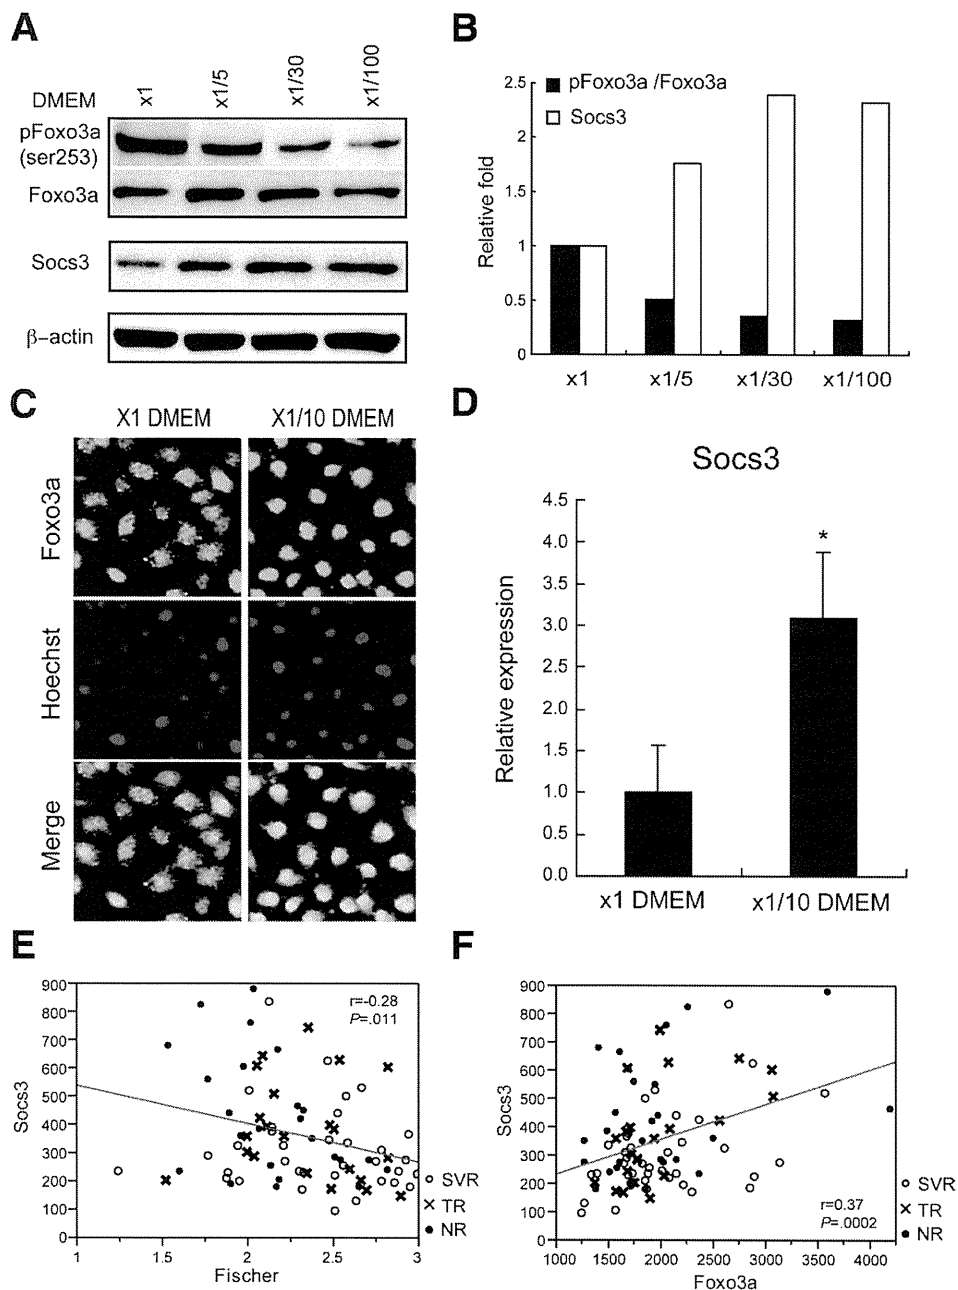 A
DMEM
x1
x1/5
x1/30
x1/100
pFoxo3a
(ser253)
Foxo3a
Socs3
β–actin
B
pFoxo3a /Foxo3a
Socs3
Relative fold
2.5
2
1.5
1
0.5
0
x1
x1/5
x1/30
x1/100
C
X1 DMEM
X1/10 DMEM
Foxo3a
Hoechst
Merge
D
Socs3
Relative expression
4.5
4.0
3.5
3.0
2.5
2.0
1.5
1.0
0.5
0.0
*
x1 DMEM
x1/10 DMEM
E
Socs3
900
800
700
600
500
400
300
200
100
0
r=-0.28
P=.011
1
1.5
2
2.5
3
Fischer
SVR
TR
NR
F
Socs3
900
800
700
600
500
400
300
200
100
0
r=0.37
P=.0002
1000
1500
2000
2500
3000
3500
4000
Foxo3a
SVR
TR
NR